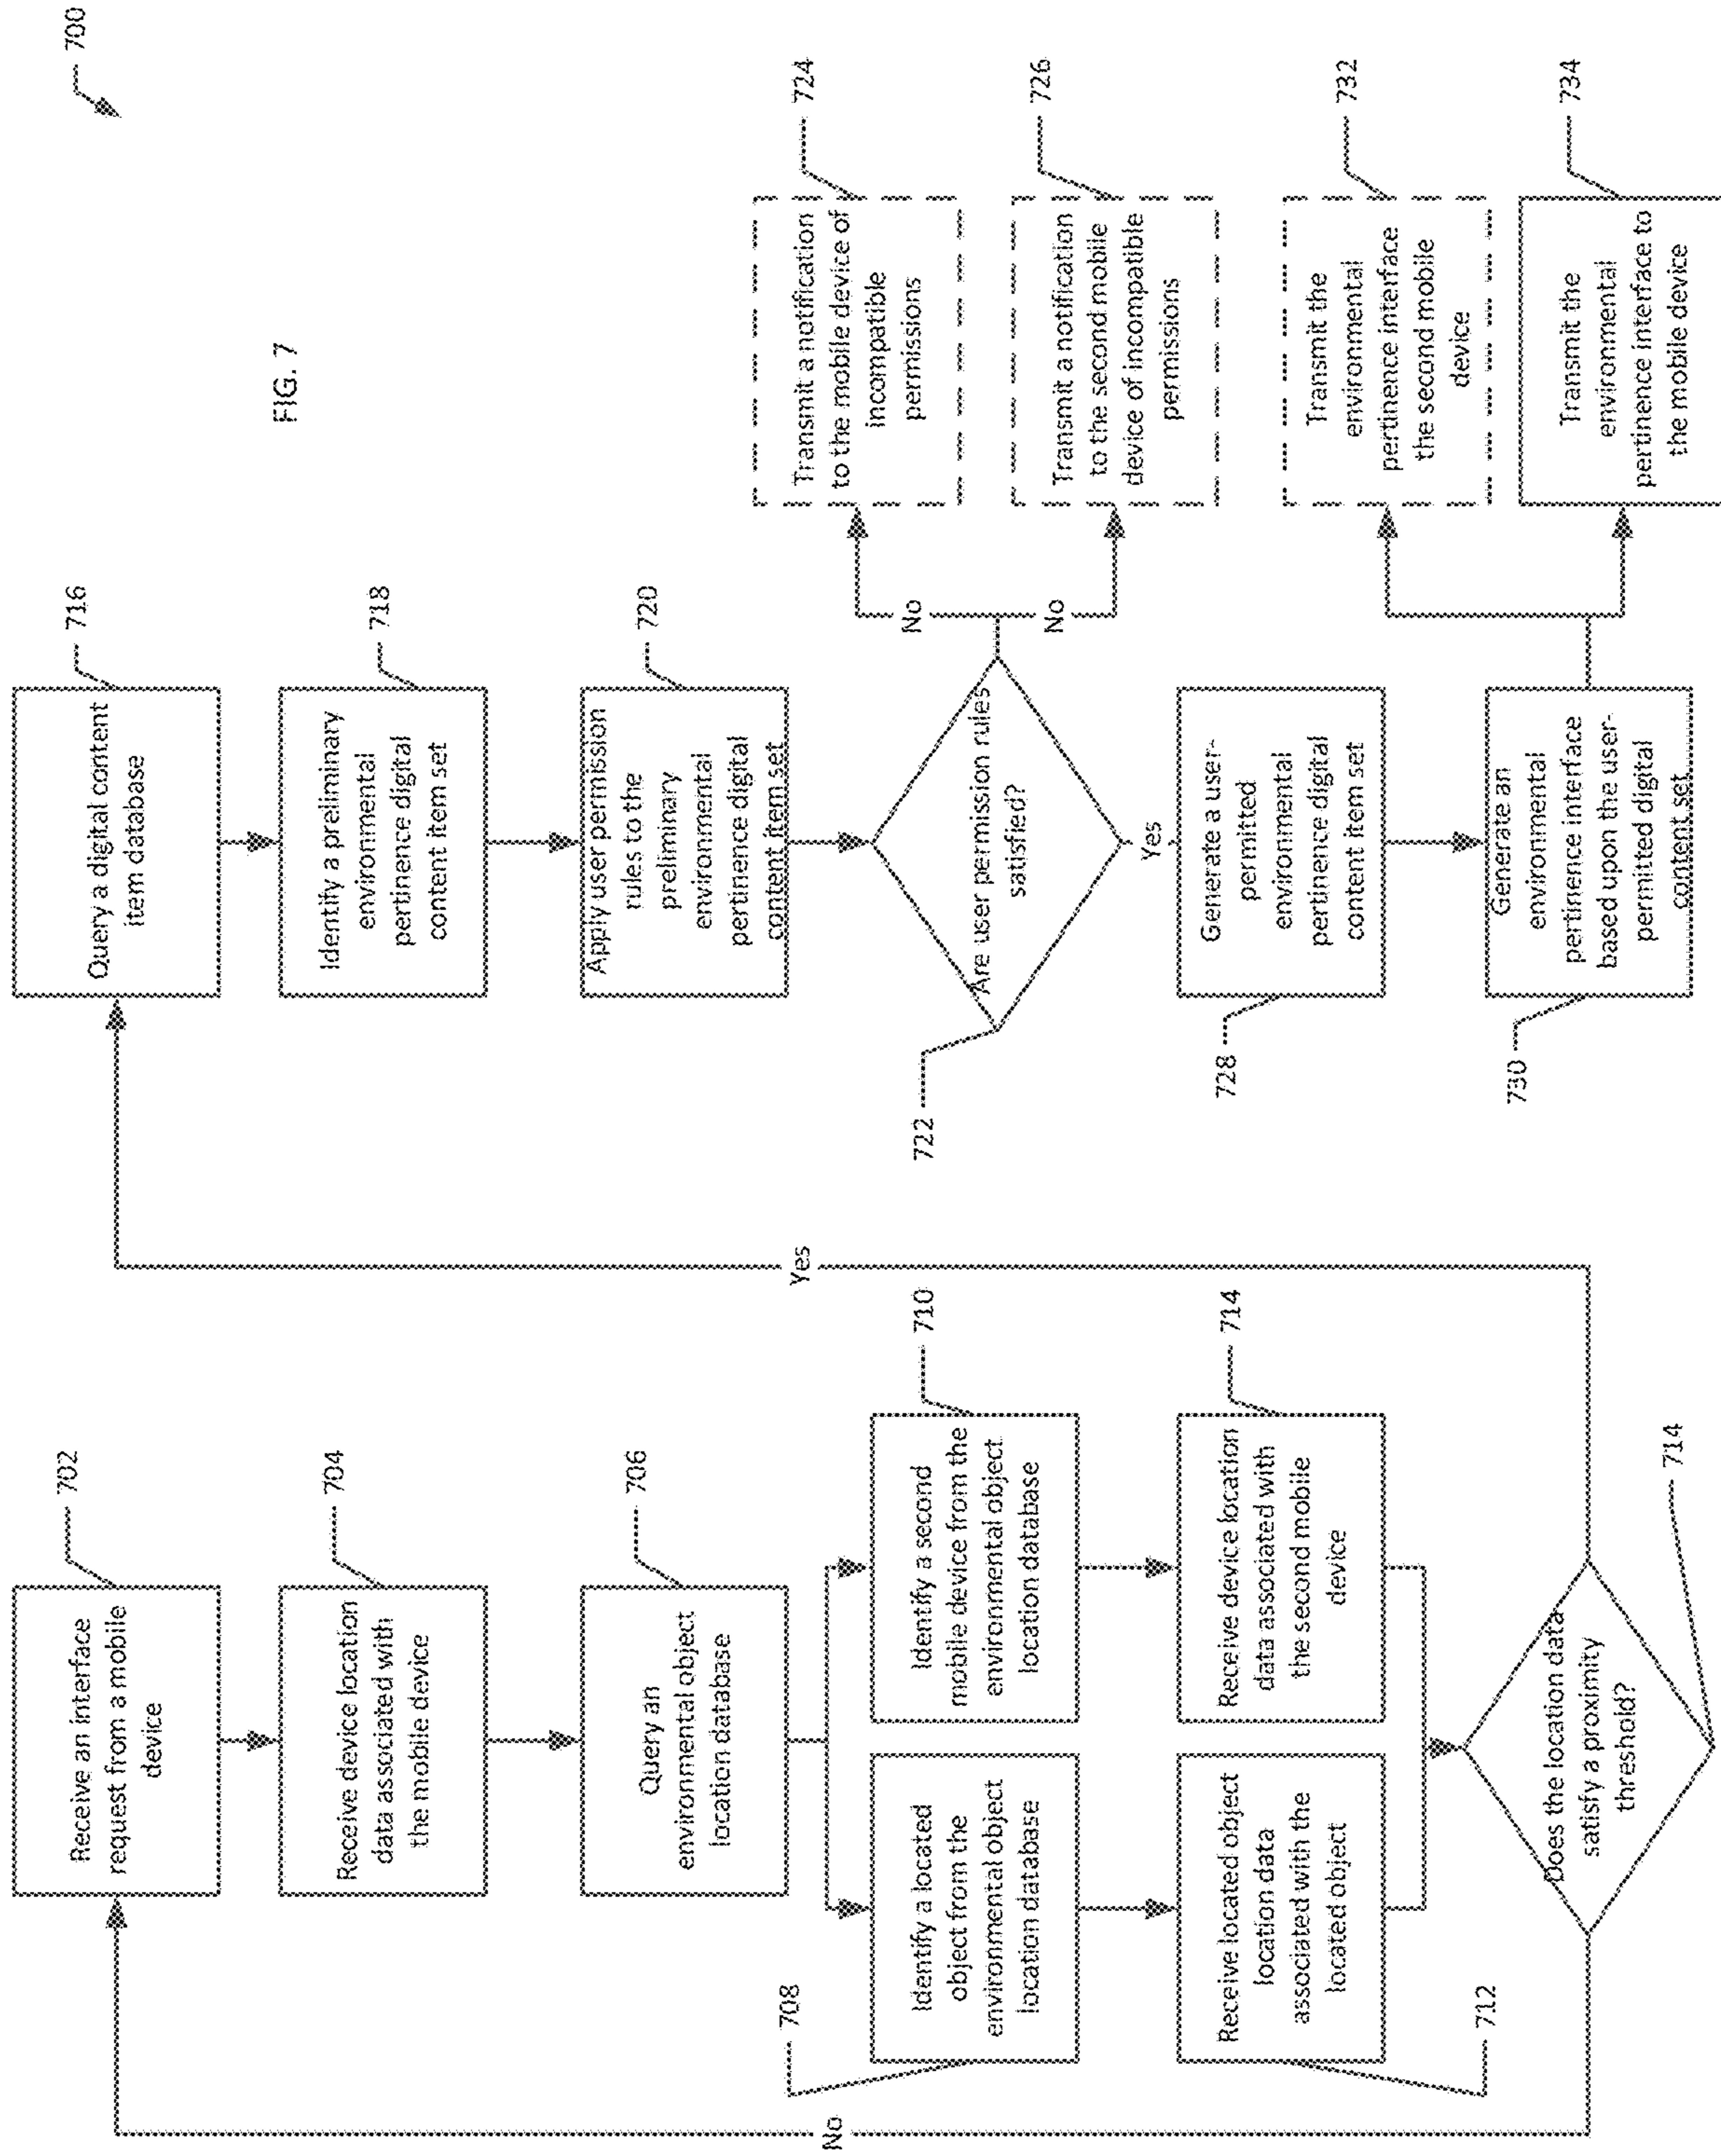 700
FIG. 7
702
Receive an interface
request from a mobile
device
704
Receive device location
data associated with
the mobile device
706
Query an
environmental object
location database
708
Identify a located
object from the
environmental object
location database
710
Identify a second
mobile device from the
environmental object
location database
712
Receive located object
location data
associated with the
located object
714
Receive device location
data associated with
the second mobile
device
Does the location data
satisfy a proximity
threshold?
714
No
Yes
716
Query a digital content
item database
718
Identify a preliminary
environmental
pertinence digital
content item set
720
Apply user permission
rules to the
preliminary
environmental
pertinence digital
content item set
722
Are user permission rules
satisfied?
No
No
Yes
724
Transmit a notification
to the mobile device of
incompatible
permissions
726
Transmit a notification
to the second mobile
device of incompatible
permissions
728
Generate a user-
permitted
environmental
pertinence digital
content item set
730
Generate an
environmental
pertinence interface
based upon the user-
permitted digital
content set
732
Transmit the
environmental
pertinence interface
the second mobile
device
734
Transmit the
environmental
pertinence interface to
the mobile device